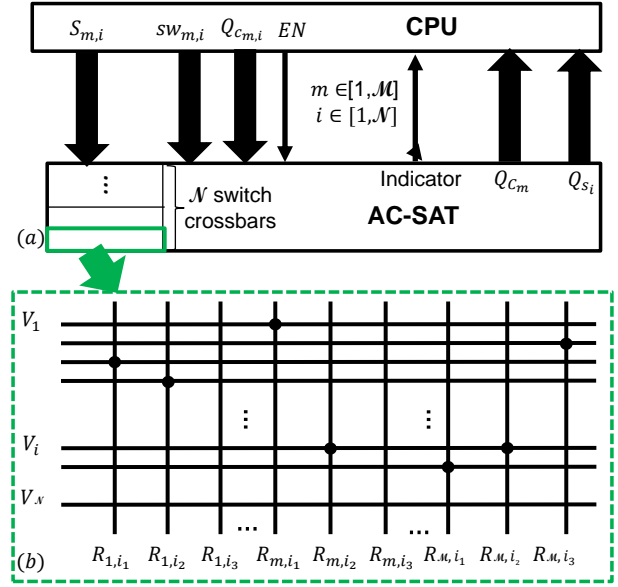 S_{m,i} sw_{m,i} Q_{C_{m,i}} EN CPU
m ∈[1,ℳ]
i ∈ [1,𝒩]
⋮ 𝒩 switch crossbars
Indicator Q_{C_m} Q_{s_i}
AC-SAT
(a)
V_1
⋮ ⋮
V_i
V_𝒩
... ...
(b) R_{1,i_1} R_{1,i_2} R_{1,i_3} R_{m,i_1} R_{m,i_2} R_{m,i_3} R_{ℳ,i_1} R_{ℳ,i_2} R_{ℳ,i_3}